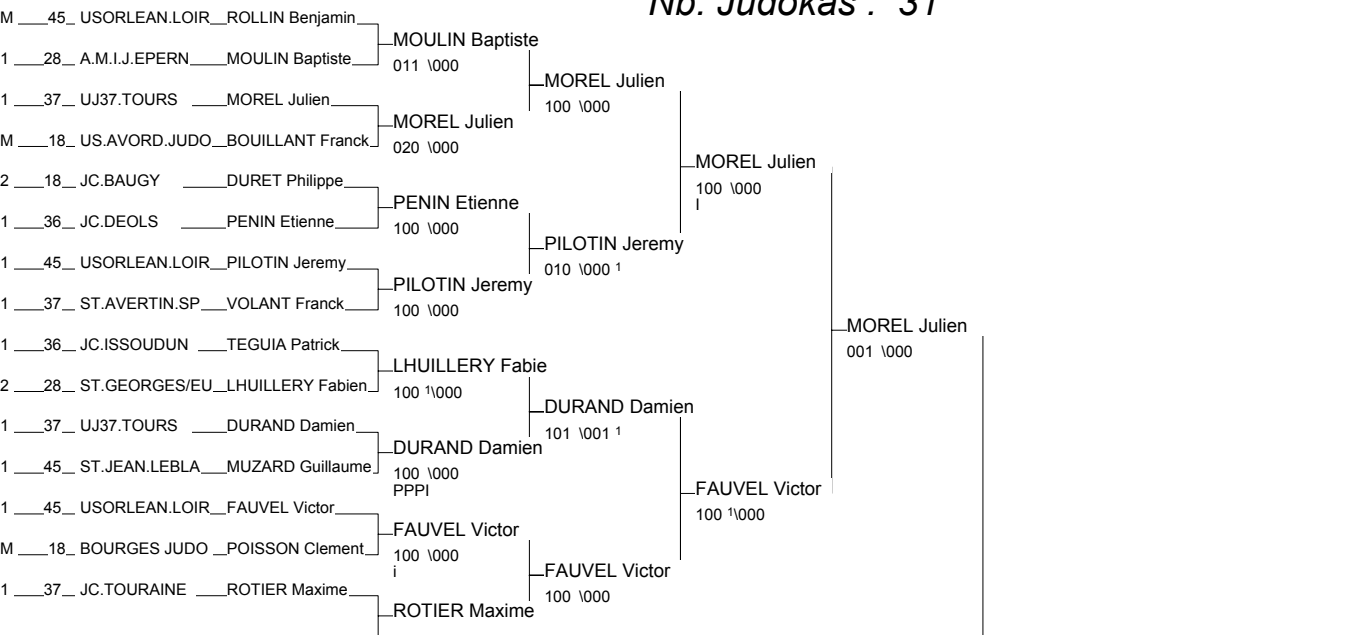 Nb. Judokas : 31
M 45 USORLEAN.LOIR ROLLIN Benjamin
1 28 A.M.I.J.EPERN MOULIN Baptiste
1 37 UJ37.TOURS MOREL Julien
M 18 US.AVORD.JUDO BOUILLANT Franck
2 18 JC.BAUGY DURET Philippe
1 36 JC.DEOLS PENIN Etienne
1 45 USORLEAN.LOIR PILOTIN Jeremy
1 37 ST.AVERTIN.SP VOLANT Franck
1 36 JC.ISSOUDUN TEGUIA Patrick
2 28 ST.GEORGES/EU LHUILLERY Fabien
1 37 UJ37.TOURS DURAND Damien
1 45 ST.JEAN.LEBLA MUZARD Guillaume
1 45 USORLEAN.LOIR FAUVEL Victor
M 18 BOURGES JUDO POISSON Clement
1 37 JC.TOURAINE ROTIER Maxime
MOULIN Baptiste
011 \000
MOREL Julien
020 \000
PENIN Etienne
100 \000
PILOTIN Jeremy
100 \000
LHUILLERY Fabie
100 1\000
DURAND Damien
100 \000
PPPI
FAUVEL Victor
100 \000
i
ROTIER Maxime
MOREL Julien
100 \000
PILOTIN Jeremy
010 \000 1
DURAND Damien
101 \001 1
FAUVEL Victor
100 \000
MOREL Julien
100 \000
I
FAUVEL Victor
100 1\000
MOREL Julien
001 \000